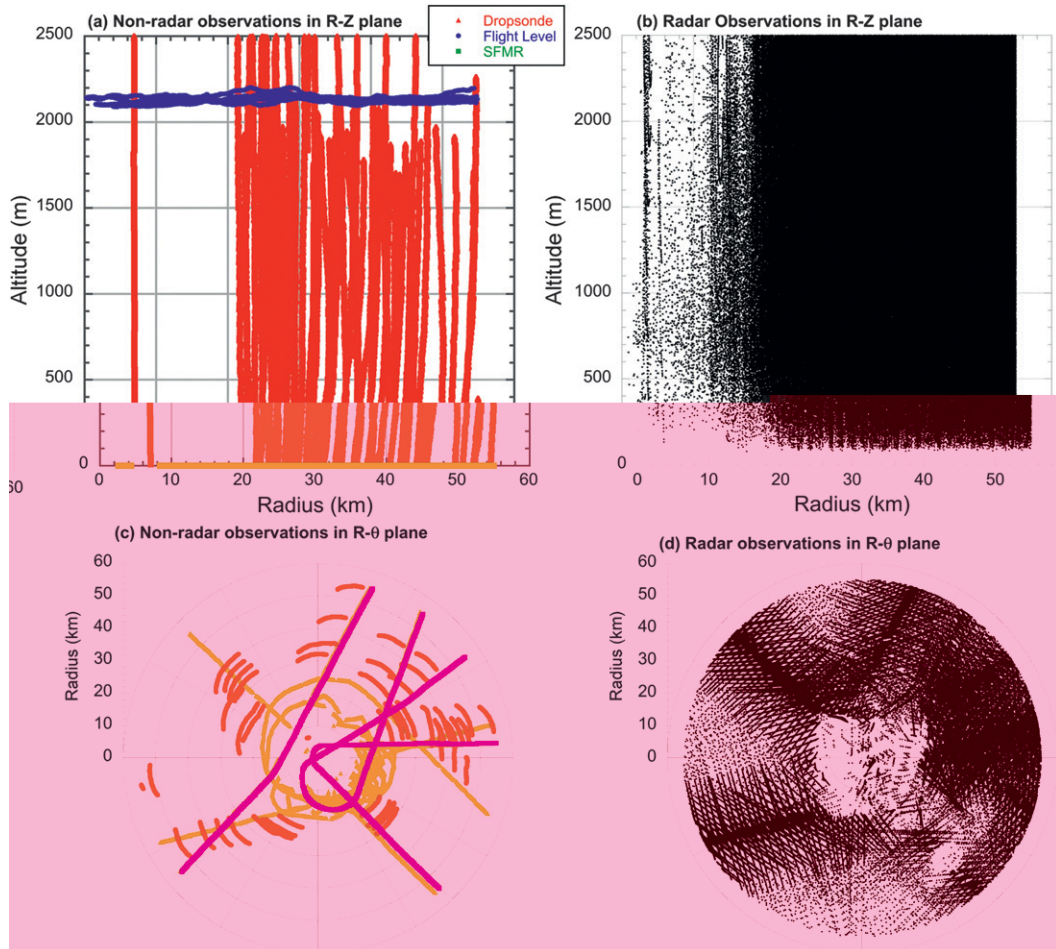 (a) Non-radar observations in R-Z plane
Dropsonde
Flight Level
SFMR
2500
2000
1500
1000
500
0
Altitude (m)
0 10 20 30 40 50 60
Radius (km)
(b) Radar Observations in R-Z plane
2500
2000
1500
1000
500
0
Altitude (m)
0 10 20 30 40 50
Radius (km)
60
(c) Non-radar observations in R-θ plane
60
50
40
30
20
10
0
Radius (km)
(d) Radar observations in R-θ plane
60
50
40
30
20
10
0
Radius (km)